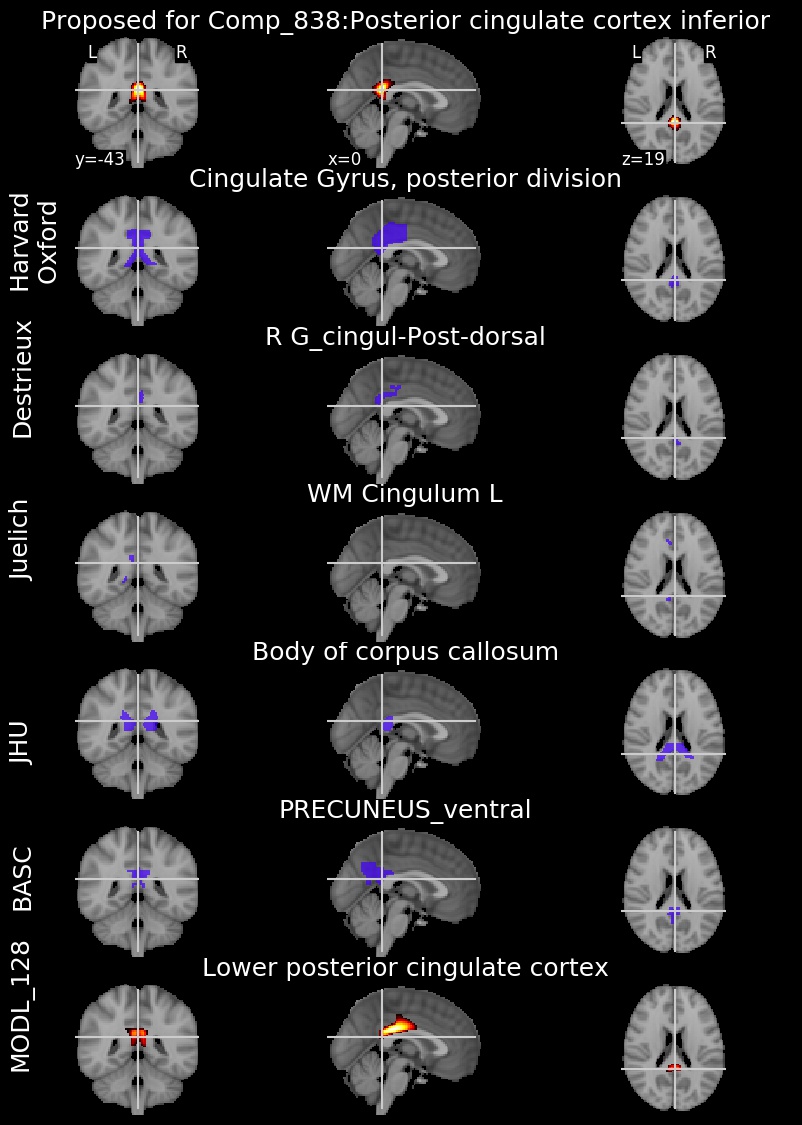 Proposed for Comp_838:Posterior cingulate cortex inferior
L R L R
y=-43 x=0 z=19
Cingulate Gyrus, posterior division
Harvard
Oxford
R G_cingul-Post-dorsal
Destrieux
WM Cingulum L
Juelich
Body of corpus callosum
JHU
PRECUNEUS_ventral
BASC
Lower posterior cingulate cortex
MODL_128